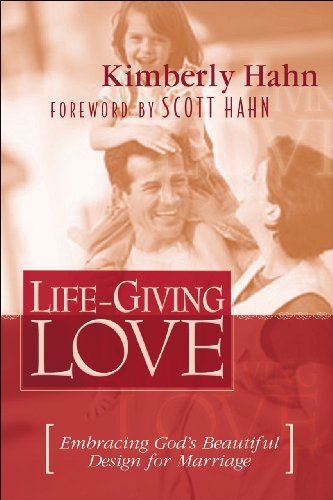 Kimberly Hahn
FOREWORD BY SCOTT HAHN
LIFE-GIVING
LOVE
Embracing God's Beautiful
Design for Marriage